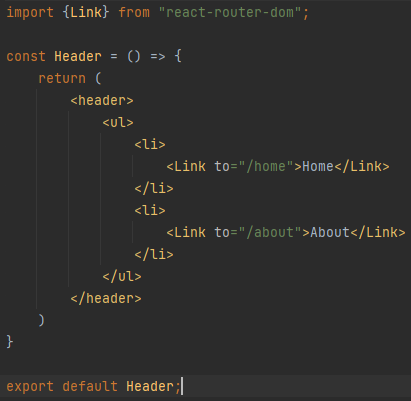 import {Link} from "react-router-dom";

const Header = () => {
    return (
        <header>
            <ul>
                <li>
                    <Link to="/home">Home</Link>
                </li>
                <li>
                    <Link to="/about">About</Link>
                </li>
            </ul>
        </header>
    )
}

export default Header;